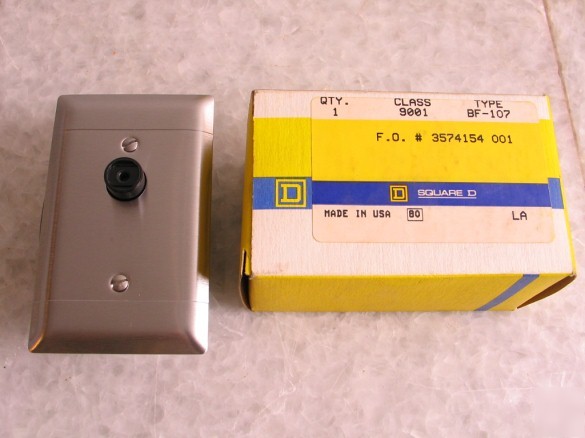 QTY. CLASS TYPE
1 9001 BF-107
F.O. # 3574154 001
D D SQUARE D
MADE IN USA 80 LA